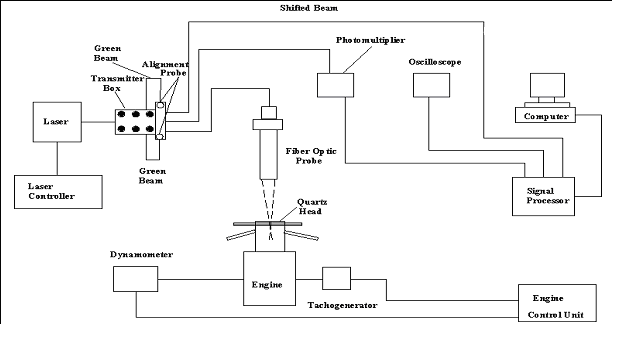 Shifted Beam
Photomultiplier
Green
Beam
Alignment
Probe
Oscilloscope
Transmitter
Box
Laser
Computer
Fiber Optic
Probe
Green
Beam
Laser
Controller
Signal
Processor
Quartz
Head
Dynamometer
Engine
Tachogenerator
Engine
Control Unit